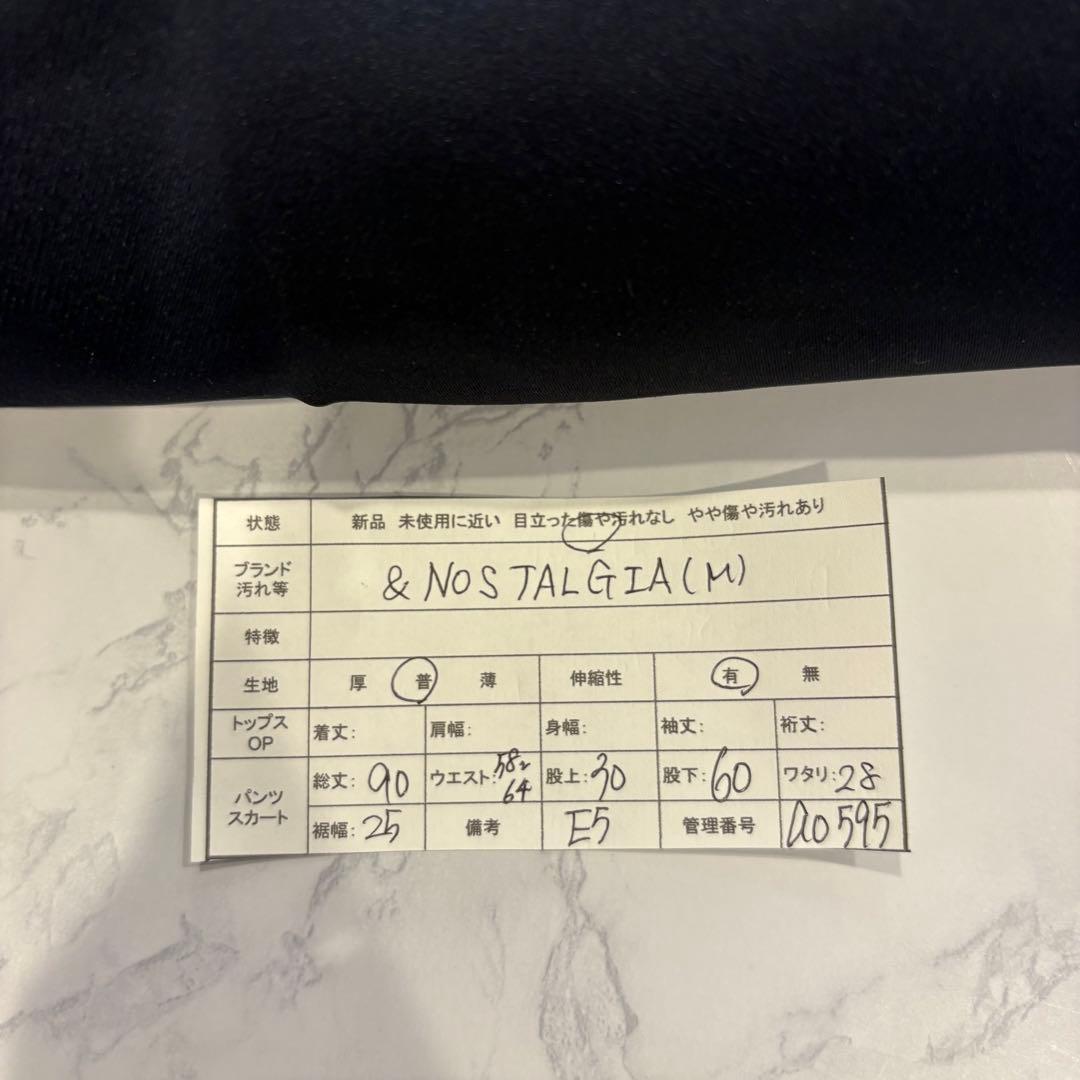 状態 新品 未使用に近い 目立った傷や汚れなし やや傷や汚れあり
ブランド 汚れ等 & NOSTALGIA(M)
特徴
生地 厚 普 薄 伸縮性 有 無
トップス OP 着丈: 肩幅: 身幅: 袖丈: 裄丈:
パンツ スカート 総丈: 90 ウエスト: 58~64 股上: 30 股下: 60 ワタリ: 28
裾幅: 25 備考 E5 管理番号 a0595